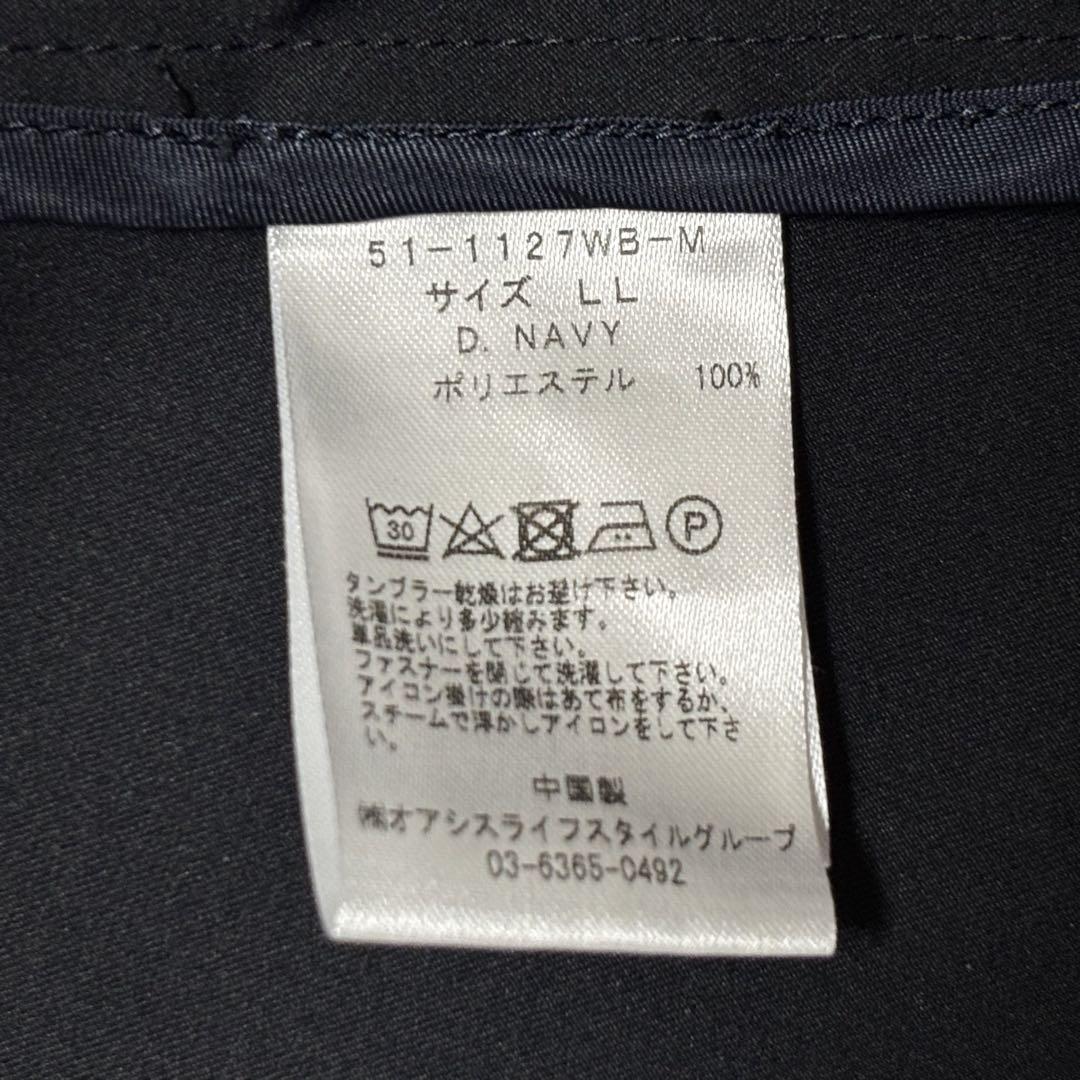 51-1127WB-M
サイズ LL
D. NAVY
ポリエステル 100%
30
P
タンブラー乾燥はお避け下さい。
洗濯により多少縮みます。
単品洗いにして下さい。
ファスナーを閉じて洗濯して下さい。
アイロン掛けの際はあて布をするか、
スチームで浮かしアイロンをして下さ
い。
中国製
㈱オアシスライフスタイルグループ
03-6365-0492